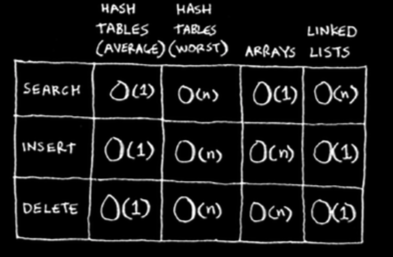 HASH TABLES (AVERAGE) HASH TABLES (WORST) ARRAYS LINKED LISTS
SEARCH O(1) O(n) O(1) O(n)
INSERT O(1) O(n) O(n) O(1)
DELETE O(1) O(n) O(n) O(1)